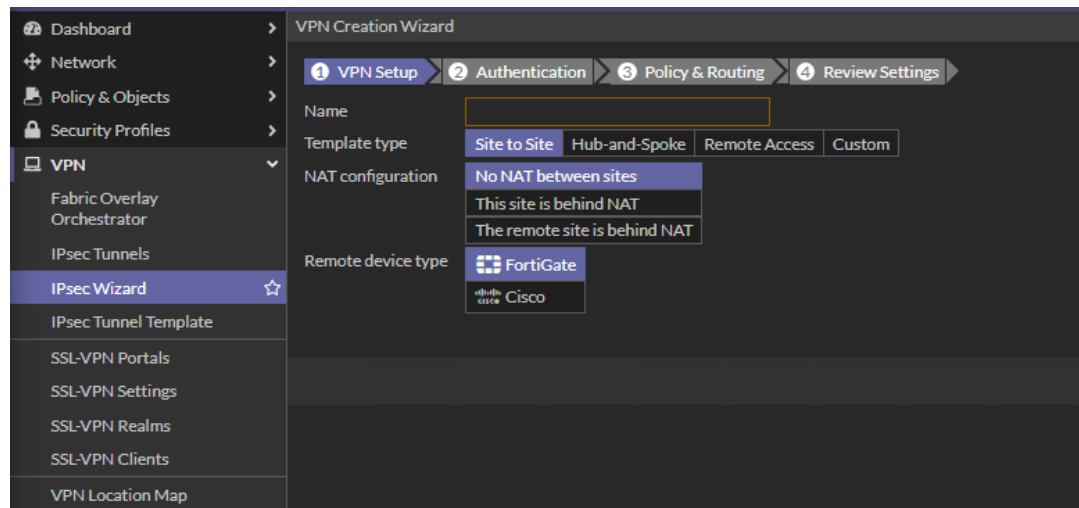 Dashboard
Network
Policy & Objects
Security Profiles
VPN
Fabric Overlay
Orchestrator
IPsec Tunnels
IPsec Wizard
IPsec Tunnel Template
SSL-VPN Portals
SSL-VPN Settings
SSL-VPN Realms
SSL-VPN Clients
VPN Location Map
VPN Creation Wizard
1 VPN Setup 2 Authentication 3 Policy & Routing 4 Review Settings
Name
Template type Site to Site Hub-and-Spoke Remote Access Custom
NAT configuration No NAT between sites
This site is behind NAT
The remote site is behind NAT
Remote device type FortiGate
cisco Cisco